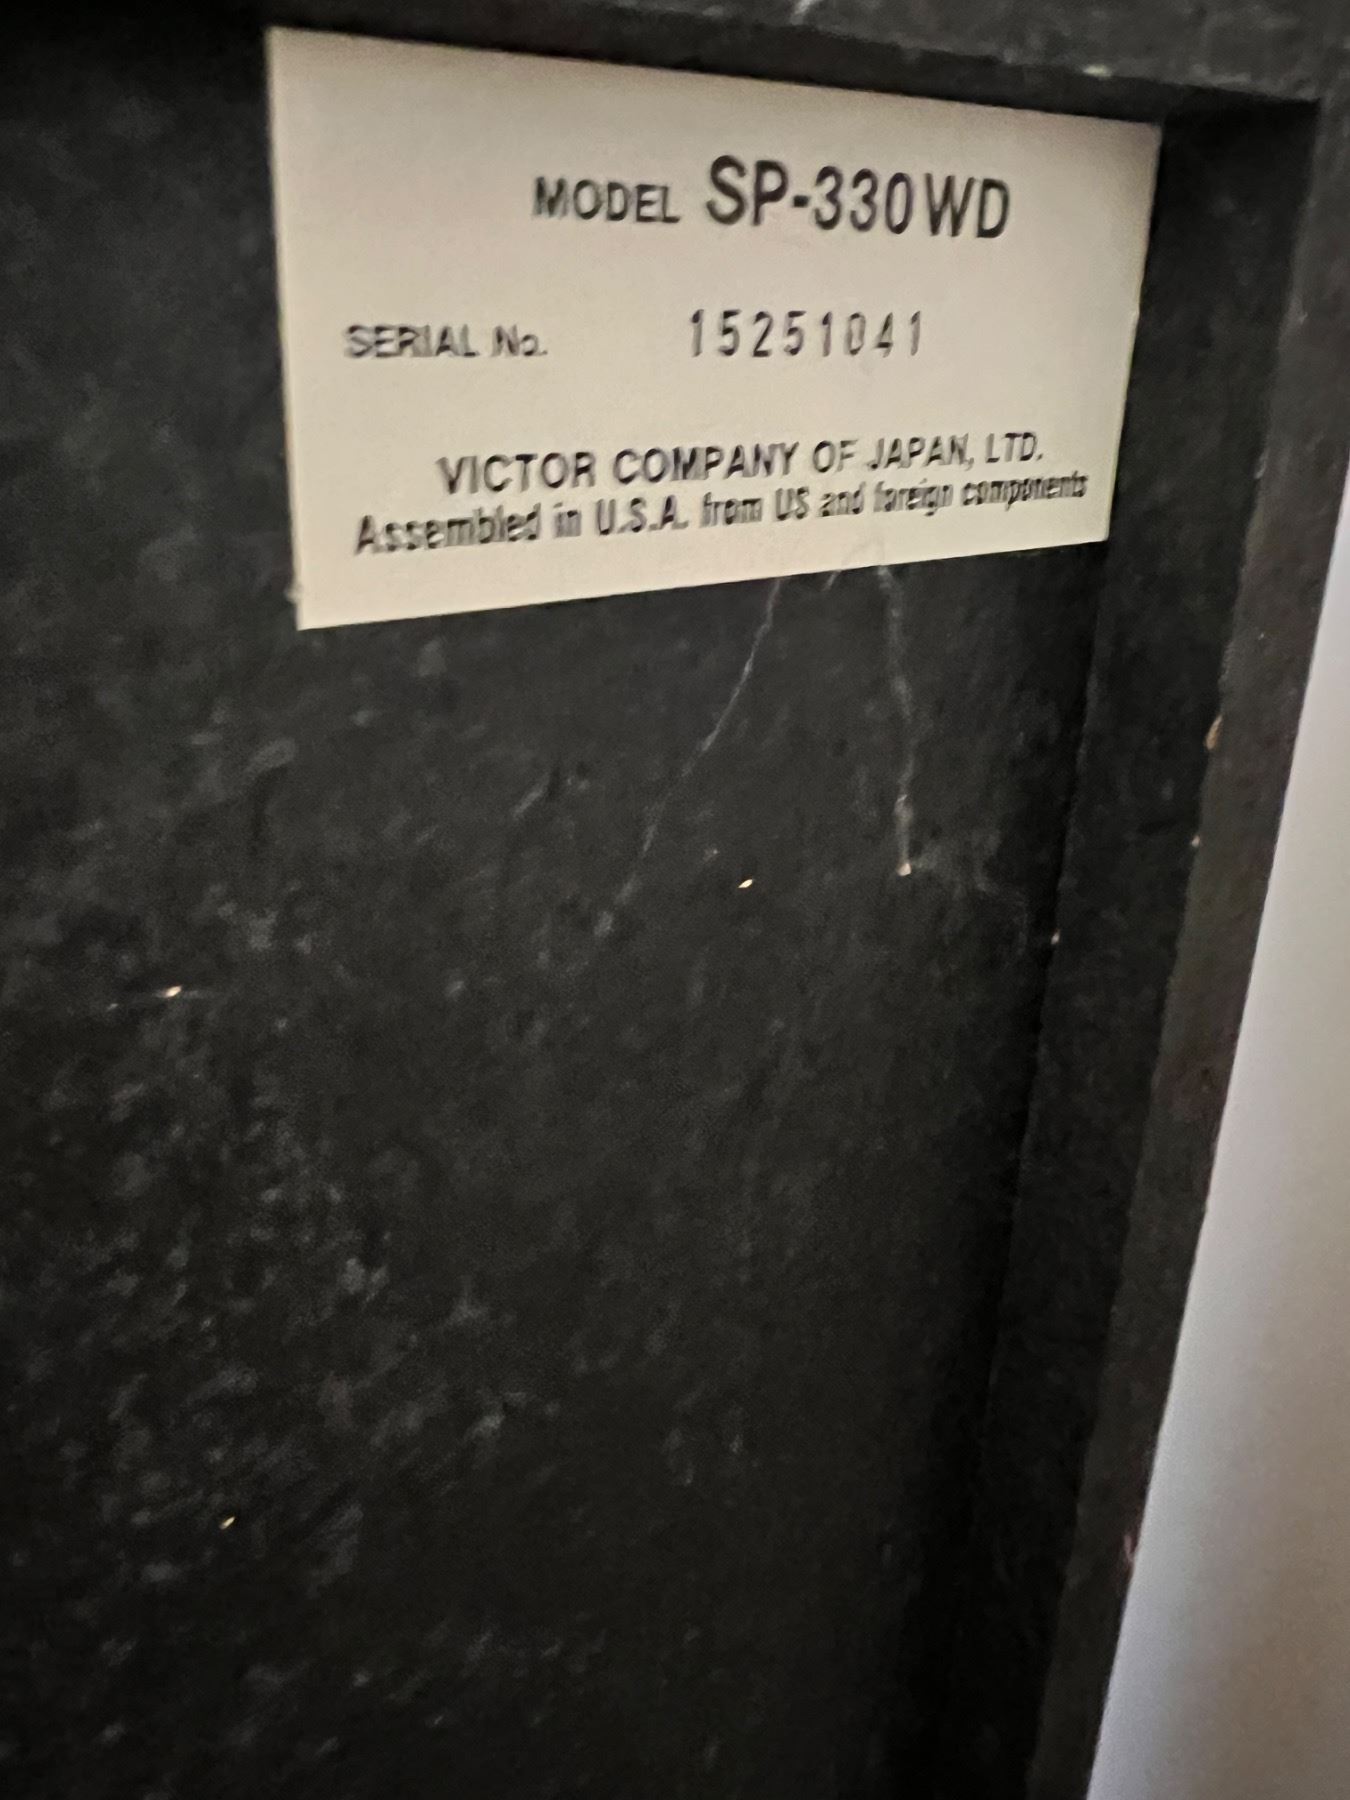 MODEL SP-330WD
SERIAL No. 15251041
VICTOR COMPANY OF JAPAN, LTD.
Assembled in U.S.A. from US and foreign components